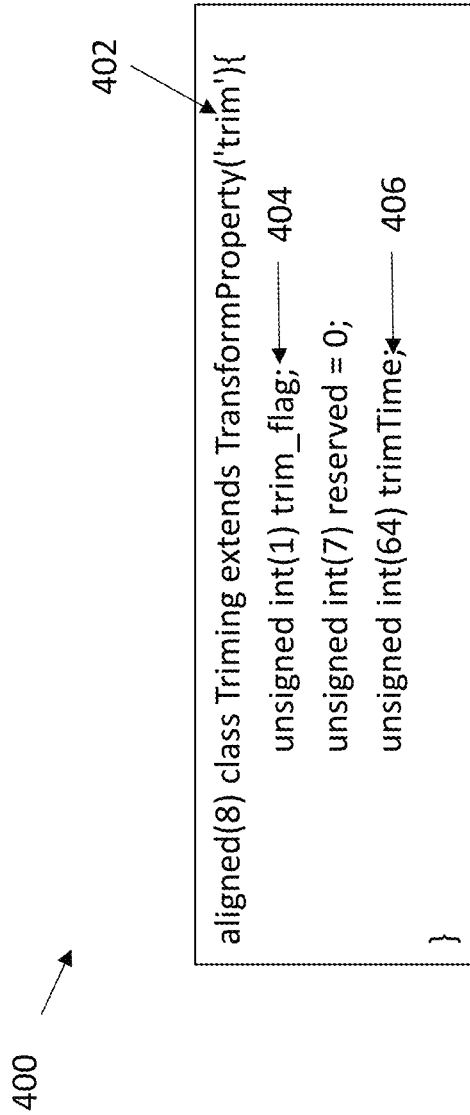 400
402
aligned(8) class Triming extends TransformProperty('trim'){
unsigned int(1) trim_flag; 404
unsigned int(7) reserved = 0;
unsigned int(64) trimTime; 406
}